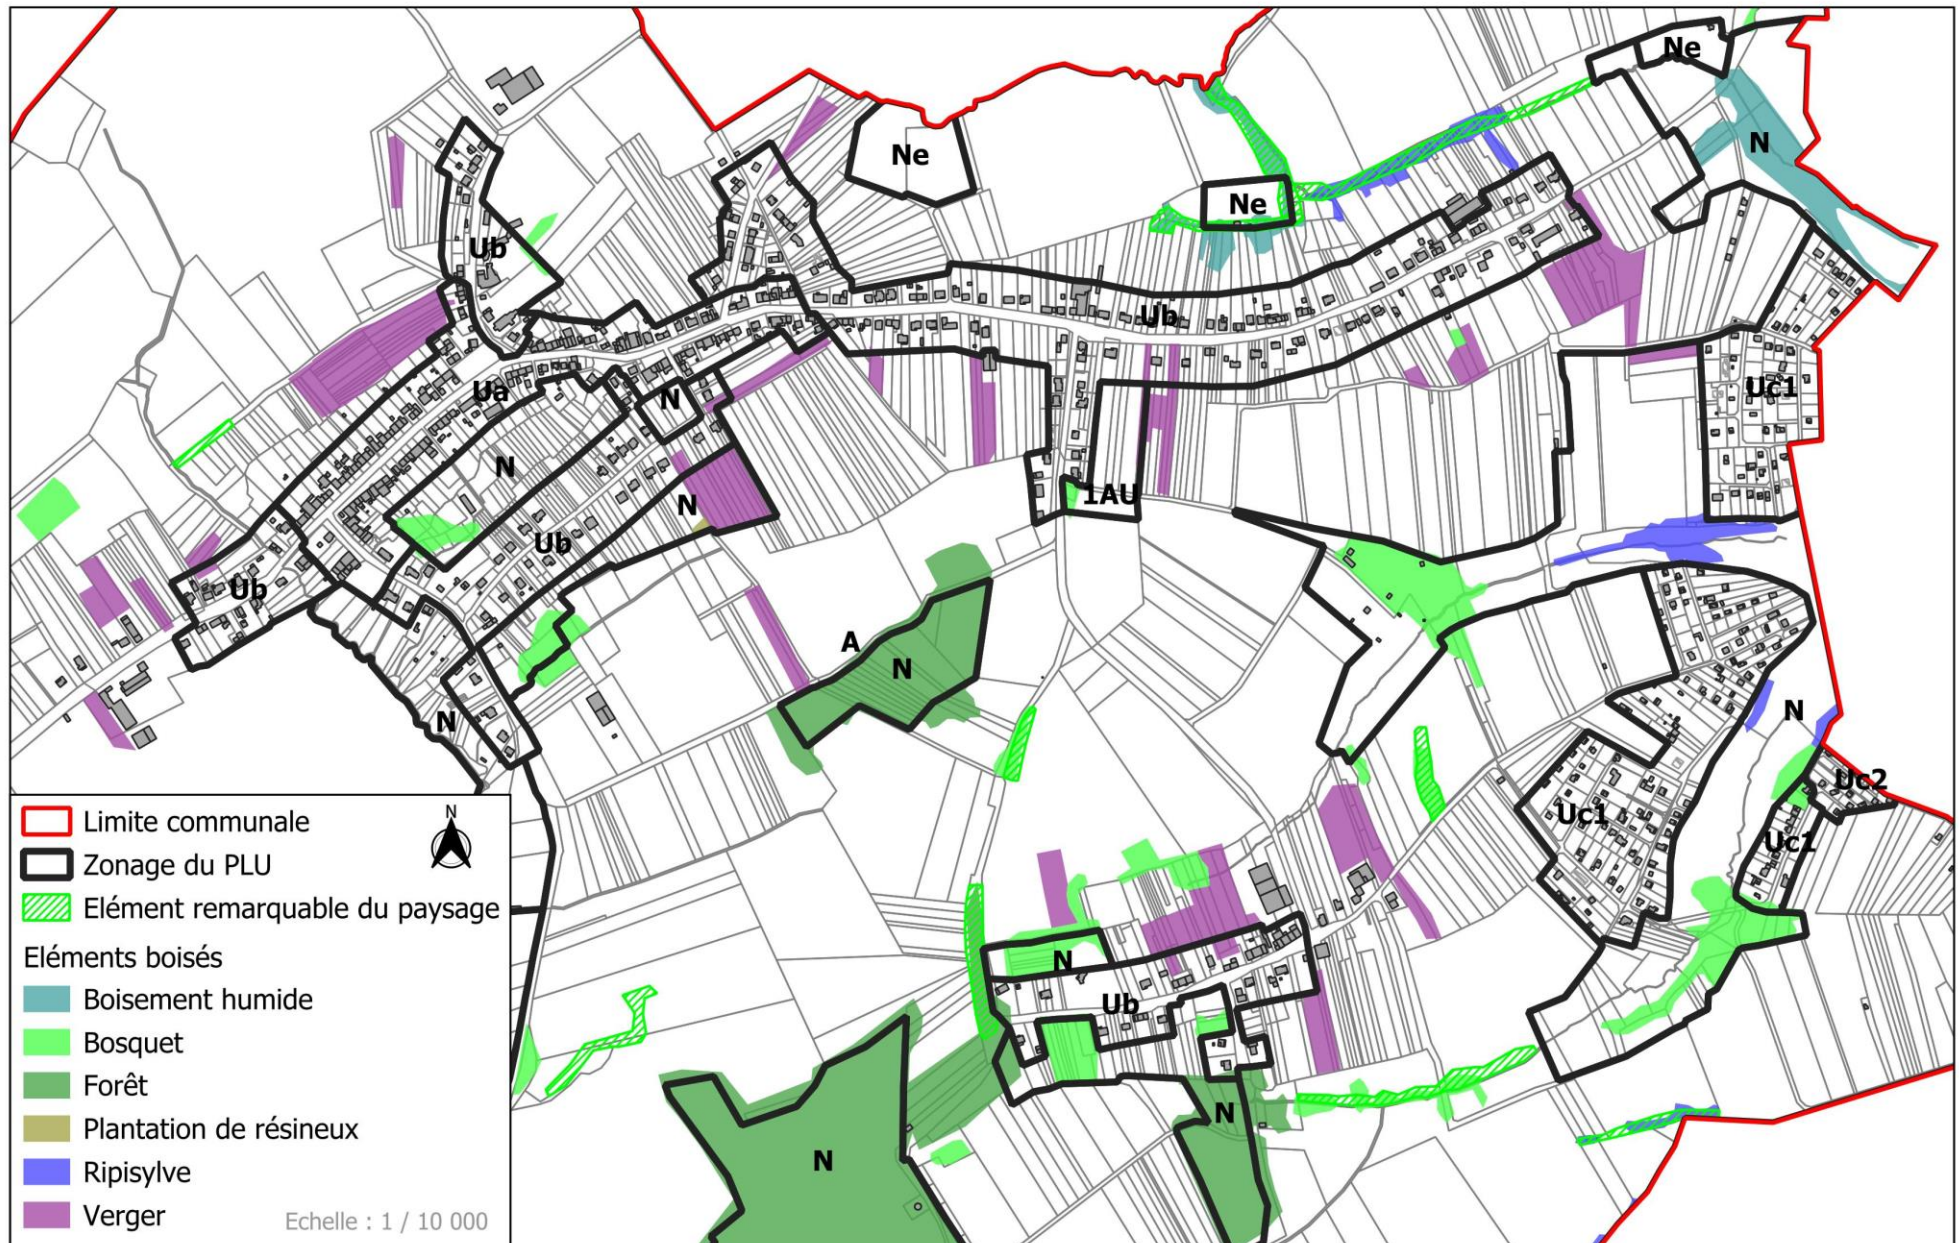 Ne
Ne
N
Ne
Ub
Ub
Ua
N
Uc1
N
1AU
N
Ub
Ub
A
N
N
N
Uc2
Uc1
Uc1
N
Ub
N
N
Limite communale
N
Zonage du PLU
Elément remarquable du paysage
Eléments boisés
Boisement humide
Bosquet
Forêt
Plantation de résineux
Ripisylve
Verger
Echelle : 1 / 10 000